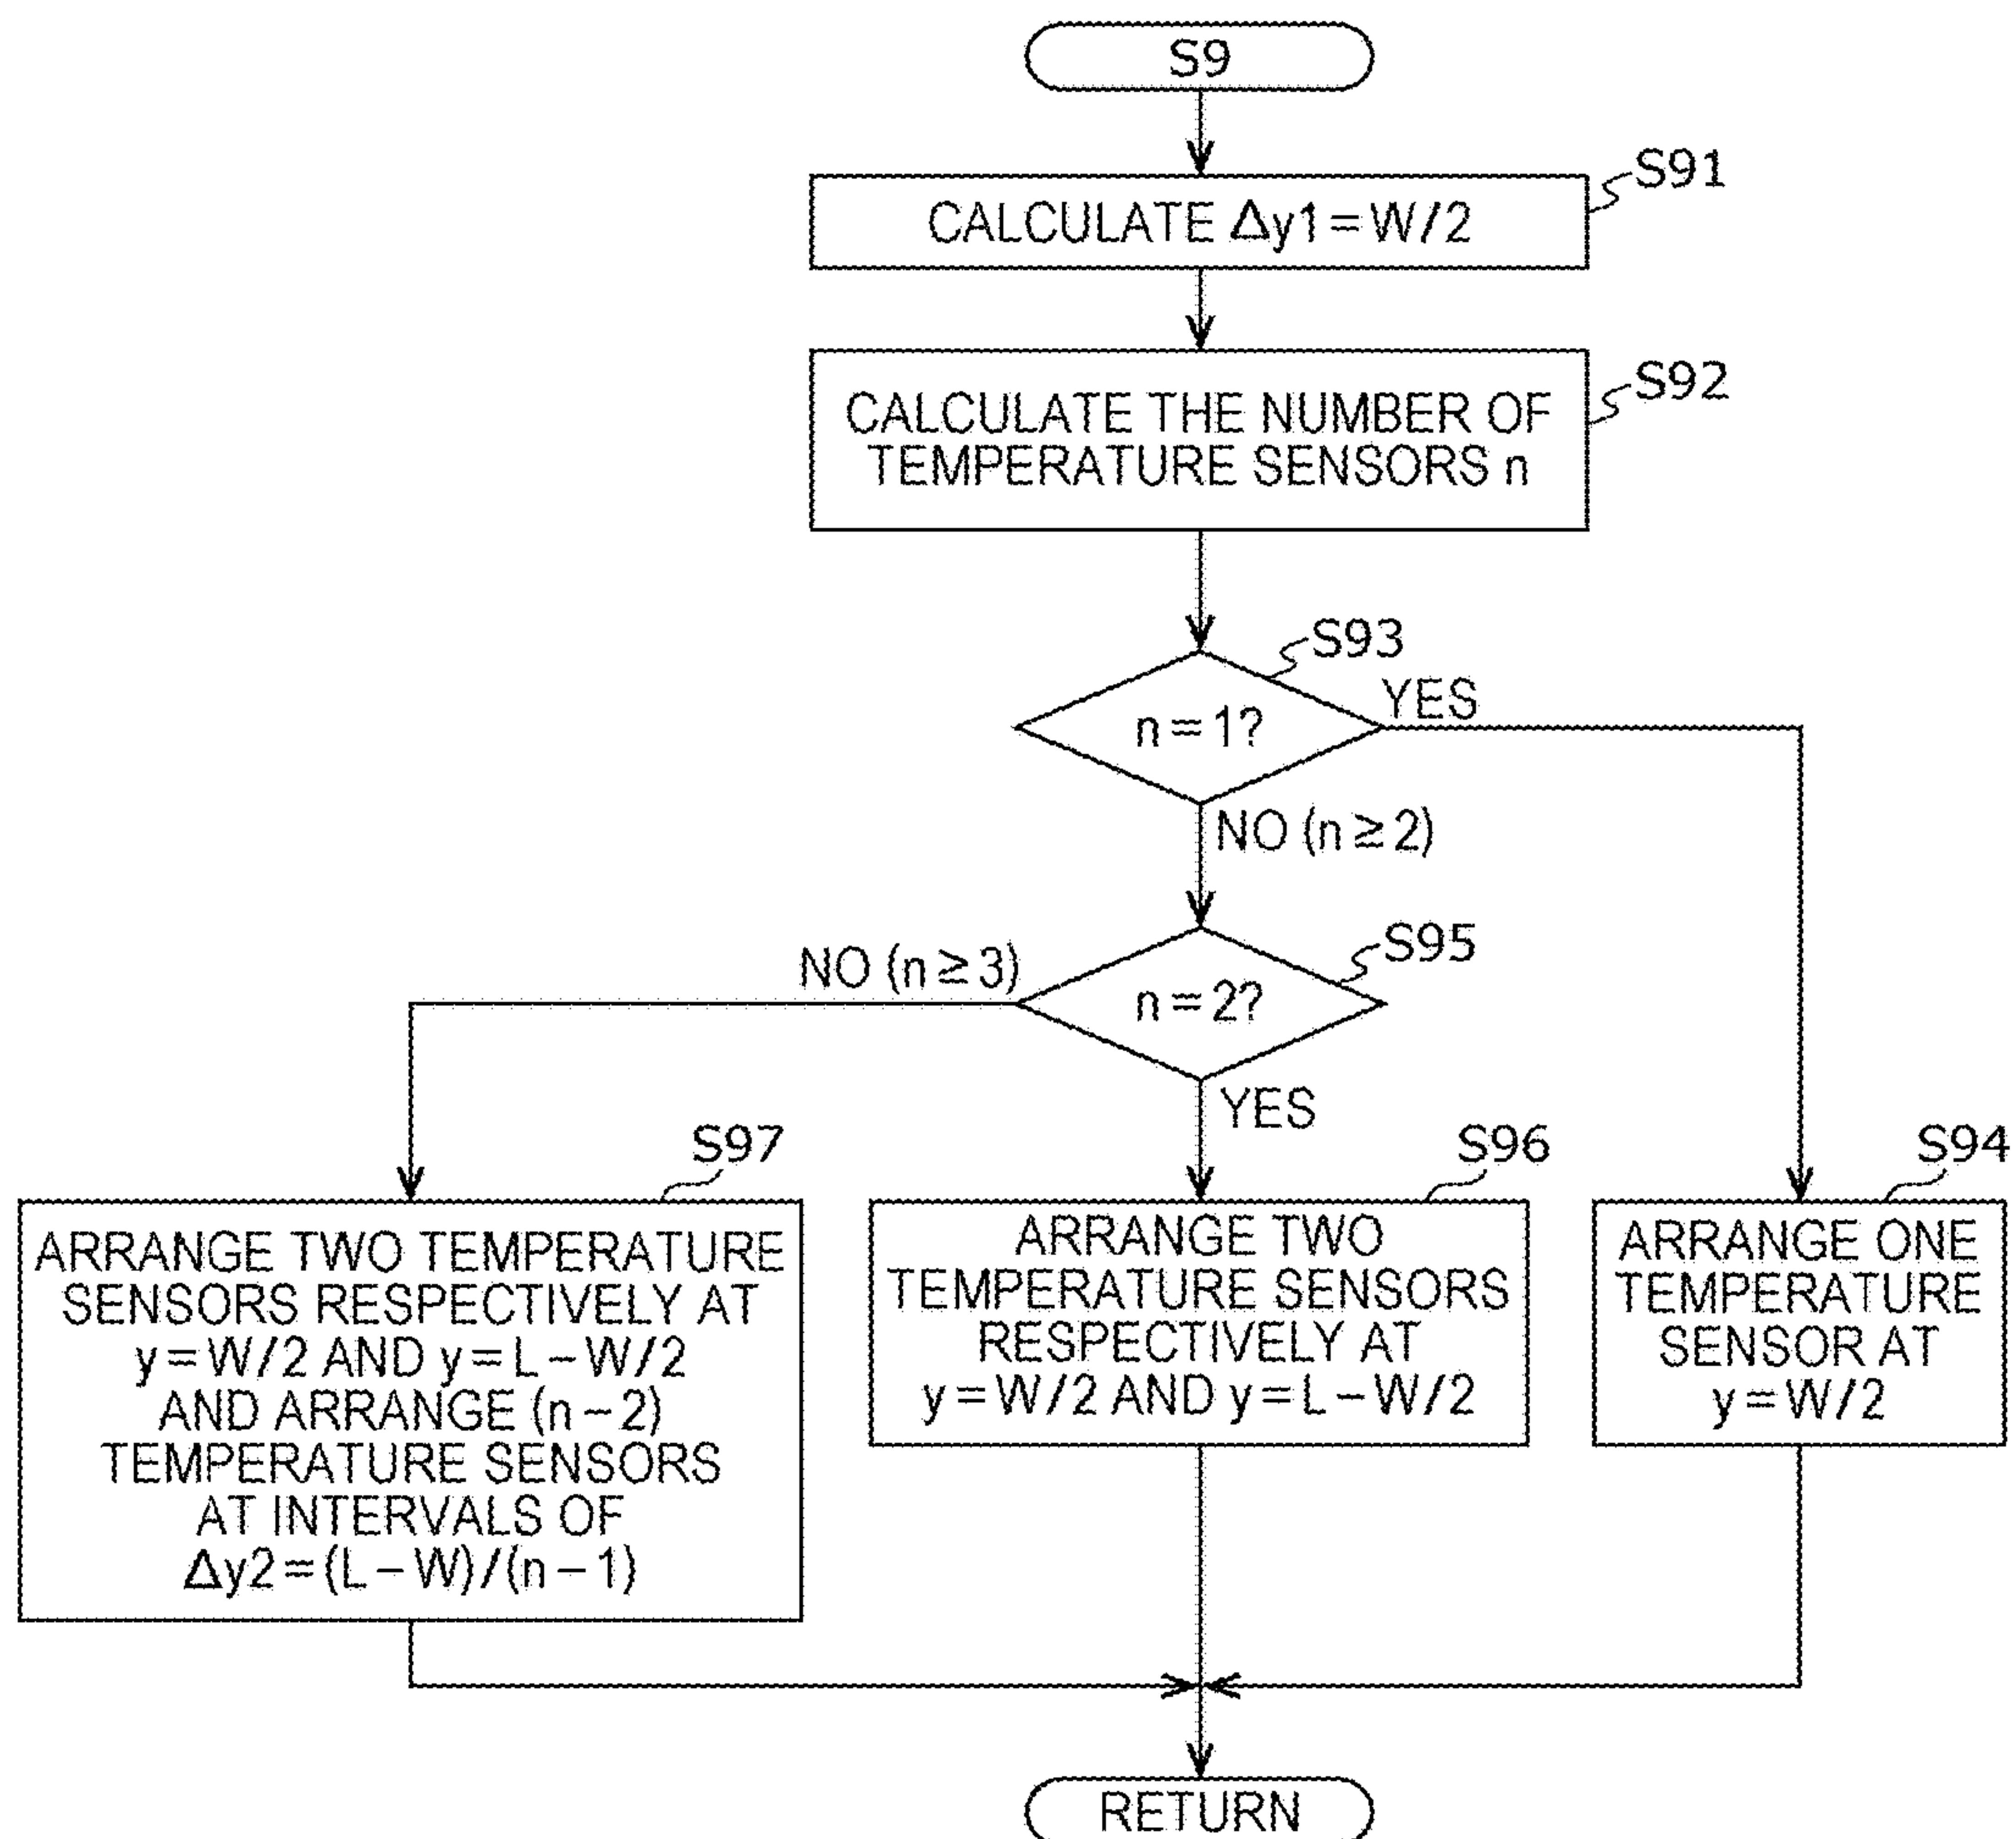 S9
S91
CALCULATE Δy1=W/2
S92
CALCULATE THE NUMBER OF
TEMPERATURE SENSORS n
S93
n=1?
YES
NO (n≥2)
S95
n=2?
NO (n≥3)
YES
S97
ARRANGE TWO TEMPERATURE
SENSORS RESPECTIVELY AT
y=W/2 AND y=L−W/2
AND ARRANGE (n−2)
TEMPERATURE SENSORS
AT INTERVALS OF
Δy2=(L−W)/(n−1)
S96
ARRANGE TWO
TEMPERATURE SENSORS
RESPECTIVELY AT
y=W/2 AND y=L−W/2
S94
ARRANGE ONE
TEMPERATURE
SENSOR AT
y=W/2
RETURN